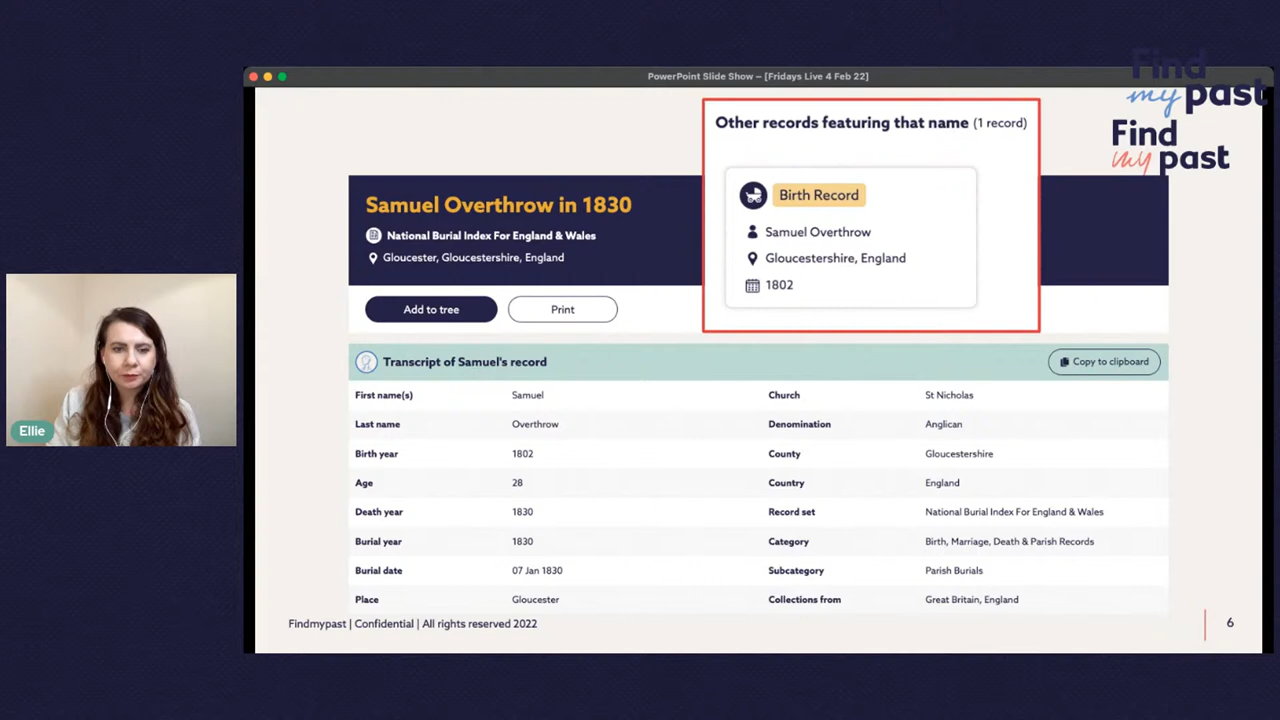 PowerPoint Slide Show – [Fridays Live 4 Feb 22]
Find
my past
Find
my past
Other records featuring that name (1 record)
Birth Record
Samuel Overthrow
Gloucestershire, England
1802
Samuel Overthrow in 1830
National Burial Index For England & Wales
Gloucester, Gloucestershire, England
Add to tree
Print
Transcript of Samuel's record
Copy to clipboard
First name(s) Samuel Church St Nicholas
Last name Overthrow Denomination Anglican
Birth year 1802 County Gloucestershire
Age 28 Country England
Death year 1830 Record set National Burial Index For England & Wales
Burial year 1830 Category Birth, Marriage, Death & Parish Records
Burial date 07 Jan 1830 Subcategory Parish Burials
Place Gloucester Collections from Great Britain, England
Findmypast | Confidential | All rights reserved 2022
6
Ellie